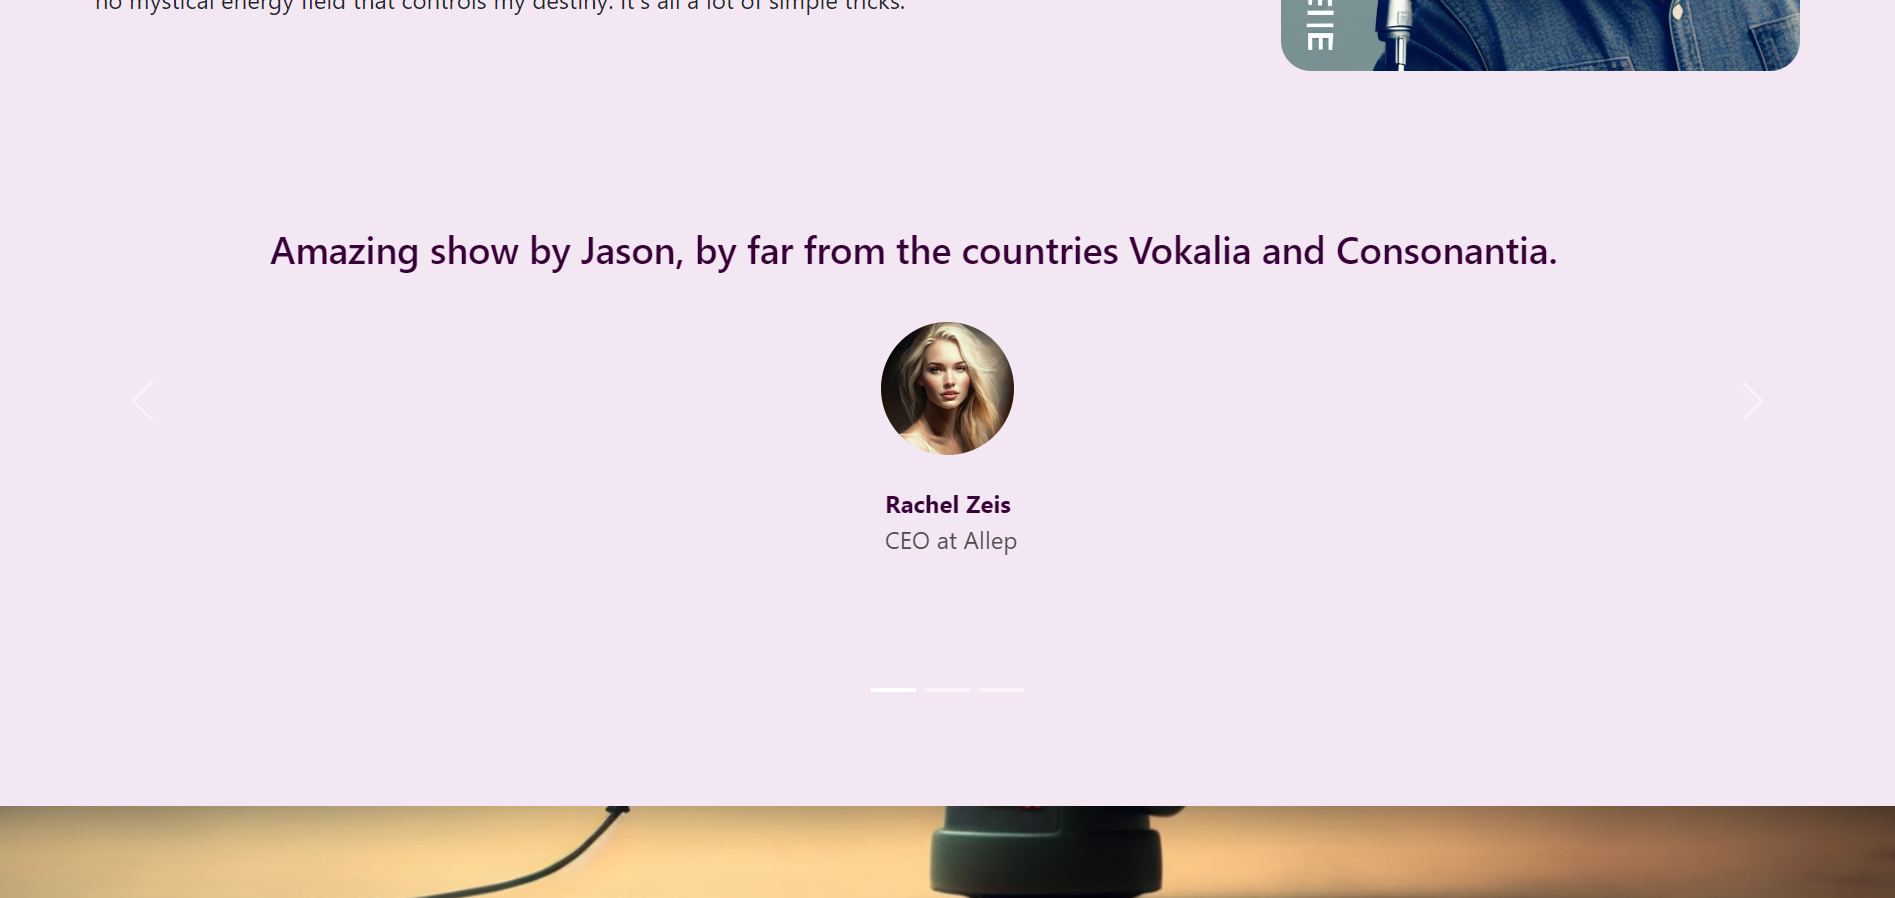 no mystical energy field that controls my destiny. It's all a lot of simple tricks.
Amazing show by Jason, by far from the countries Vokalia and Consonantia.
Rachel Zeis
CEO at Allep